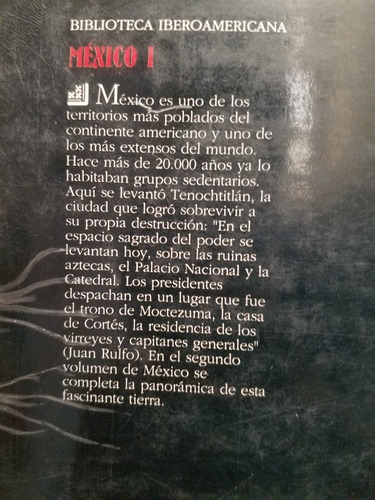 BIBLIOTECA IBEROAMERICANA
MÉXICO I
México es uno de los
territorios más poblados del
continente americano y uno de
los más extensos del mundo.
Hace más de 20.000 años ya lo
habitaban grupos sedentarios.
Aquí se levantó Tenochtitlán, la
ciudad que logró sobrevivir a
su propia destrucción: "En el
espacio sagrado del poder se
levantan hoy, sobre las ruinas
aztecas, el Palacio Nacional y la
Catedral. Los presidentes
despachan en un lugar que fue
el trono de Moctezuma, la casa
de Cortés, la residencia de los
virreyes y capitanes generales"
(Juan Rulfo). En el segundo
volumen de México se
completa la panorámica de esta
fascinante tierra.